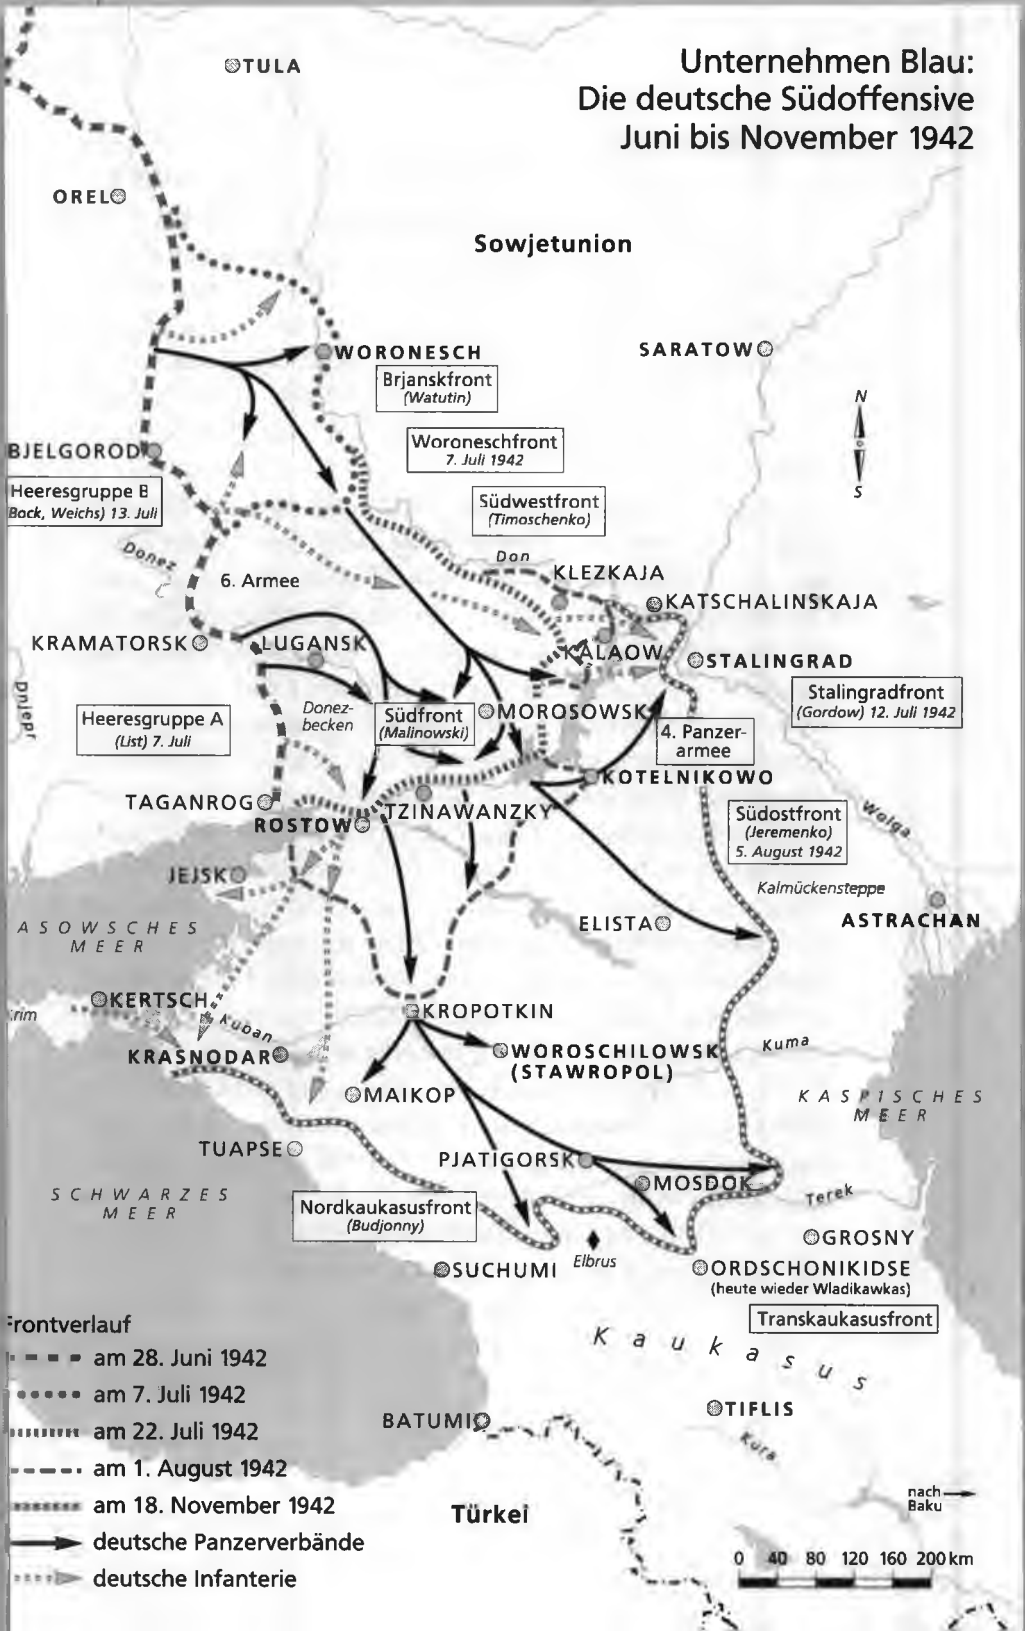 Unternehmen Blau:
Die deutsche Südoffensive
Juni bis November 1942
TULA
OREL
Sowjetunion
WORONESCH
SARATOW
Brjanskfront
(Watutin)
N
S
BJELGOROD
Woroneschfront
7. Juli 1942
Heeresgruppe B
Bock, Weichs) 13. Juli
Südwestfront
(Timoschenko)
Donez
Don
6. Armee
KLEZKAJA
KATSCHALINSKAJA
KRAMATORSK
LUGANSK
KALAOW
STALINGRAD
Dnjepr
Heeresgruppe A
(List) 7. Juli
Donez-
becken
Südfront
(Malinowski)
MOROSOWSK
Stalingradfront
(Gordow) 12. Juli 1942
4. Panzer-
armee
KOTELNIKOWO
TAGANROG
ROSTOW
TZINAWANZKY
Südostfront
(Jeremenko)
5. August 1942
Wolga
JEJSK
Kalmückensteppe
ASTRACHAN
ELISTA
ASOWSCHES
MEER
KERTSCH
rim
Kuban
KROPOTKIN
KRASNODAR
WOROSCHILOWSK
(STAWROPOL)
Kuma
MAIKOP
KASPISCHES
MEER
TUAPSE
PJATIGORSK
MOSDOK
Terek
SCHWARZES
MEER
Nordkaukasusfront
(Budjonny)
Elbrus
GROSNY
SUCHUMI
ORDSCHONIKIDSE
(heute wieder Wladikawkas)
Transkaukasusfront
Kaukasus
Frontverlauf
am 28. Juni 1942
am 7. Juli 1942
am 22. Juli 1942
am 1. August 1942
am 18. November 1942
deutsche Panzerverbände
deutsche Infanterie
BATUMI
TIFLIS
Kura
Türkei
nach
Baku
0 40 80 120 160 200 km